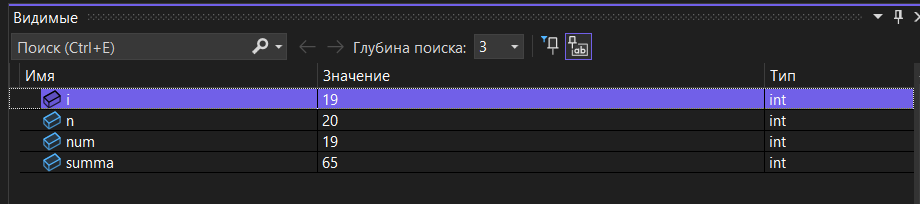 Видимые
Поиск (Ctrl+E) Глубина поиска: 3
Имя Значение Тип
i 19 int
n 20 int
num 19 int
summa 65 int